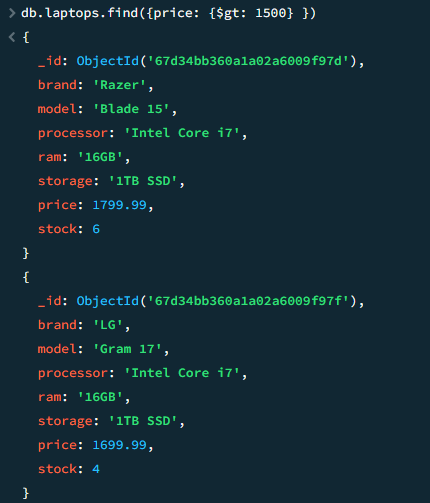 > db.laptops.find({price: {$gt: 1500} })
< {
_id: ObjectId('67d34bb360a1a02a6009f97d'),
brand: 'Razer',
model: 'Blade 15',
processor: 'Intel Core i7',
ram: '16GB',
storage: '1TB SSD',
price: 1799.99,
stock: 6
}
{
_id: ObjectId('67d34bb360a1a02a6009f97f'),
brand: 'LG',
model: 'Gram 17',
processor: 'Intel Core i7',
ram: '16GB',
storage: '1TB SSD',
price: 1699.99,
stock: 4
}